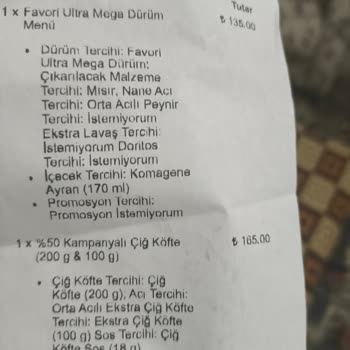 Tutar
1 x Favori Ultra Mega Dürüm ₺ 135.00
Menü
• Dürüm Tercihi: Favori
Ultra Mega Dürüm;
Çıkarılacak Malzeme
Tercihi: Mısır, Nane Acı
Tercihi: Orta Acılı Peynir
Tercihi: İstemiyorum
Ekstra Lavaş Tercihi:
İstemiyorum Doritos
Tercihi: İstemiyorum
• İçecek Tercihi: Komagene
Ayran (170 ml)
• Promosyon Tercihi:
Promosyon İstemiyorum
1 x %50 Kampanyalı Çiğ Köfte ₺ 165.00
(200 g & 100 g)
• Çiğ Köfte Tercihi: Çiğ
Köfte (200 g); Acı Tercihi:
Orta Acılı Ekstra Çiğ Köfte
Tercihi: Ekstra Çiğ Köfte
(100 g) Sos Tercihi: Çiğ
Köfte Sos (18 g)